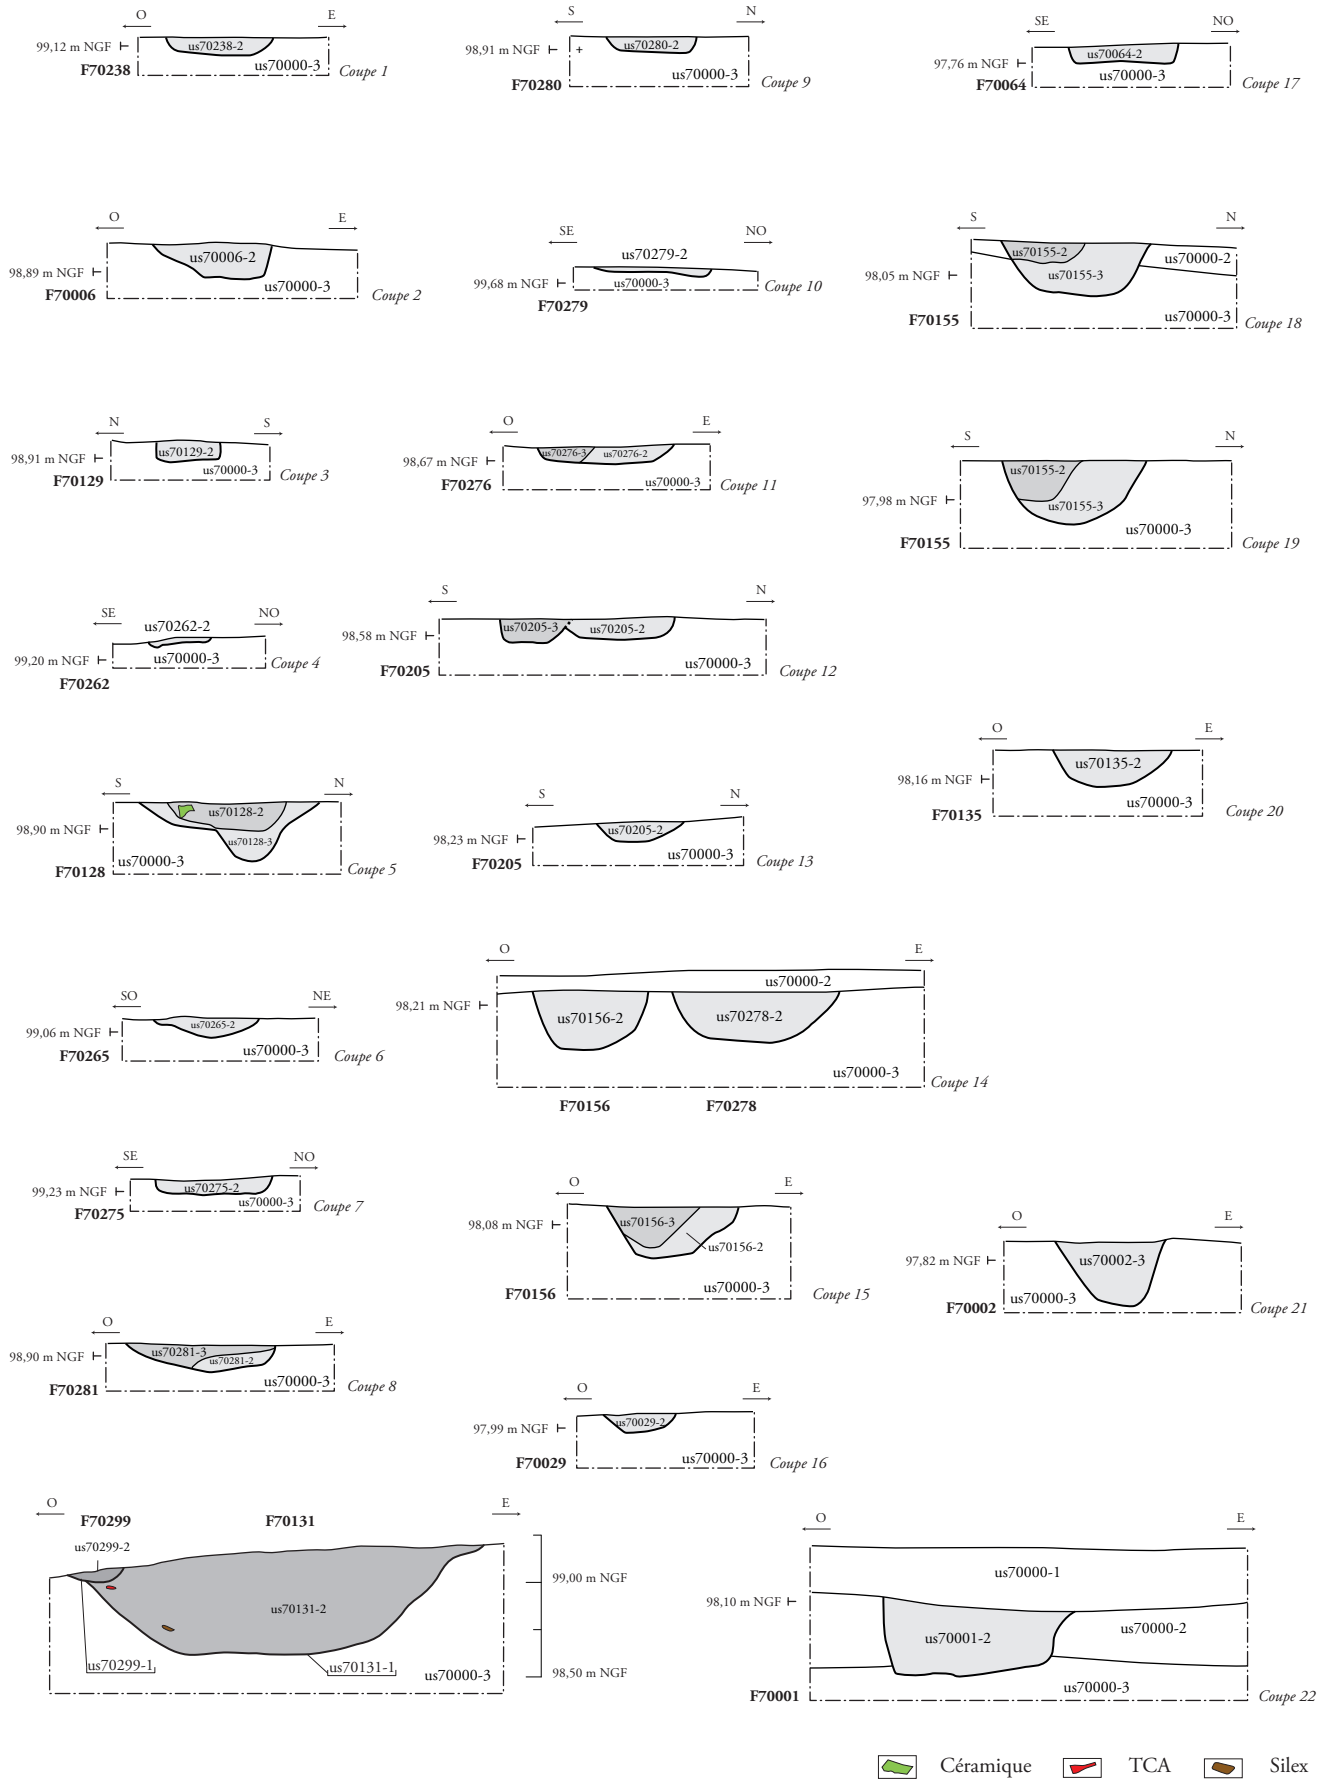 O E
99,12 m NGF
us70238-2
us70000-3
F70238
Coupe 1
O E
us70006-2
98,89 m NGF
us70000-3
F70006
Coupe 2
N S
us70129-2
98,91 m NGF
us70000-3
F70129
Coupe 3
SE NO
us70262-2
99,20 m NGF
us70000-3
F70262
Coupe 4
S N
us70128-2
98,90 m NGF
us70128-3
us70000-3
F70128
Coupe 5
SO NE
us70265-2
99,06 m NGF
us70000-3
F70265
Coupe 6
SE NO
us70275-2
99,23 m NGF
us70000-3
F70275
Coupe 7
O E
us70281-3
98,90 m NGF
us70281-2
us70000-3
F70281
Coupe 8
O E
F70299 F70131
us70299-2
us70131-2
us70299-1
us70131-1
us70000-3
99,00 m NGF
98,50 m NGF
S N
98,91 m NGF
+
us70280-2
us70000-3
F70280
Coupe 9
SE NO
us70279-2
99,68 m NGF
us70000-3
F70279
Coupe 10
O E
us70276-3
us70276-2
98,67 m NGF
us70000-3
F70276
Coupe 11
S N
us70205-3
us70205-2
98,58 m NGF
us70000-3
F70205
Coupe 12
S N
us70205-2
98,23 m NGF
us70000-3
F70205
Coupe 13
O E
us70000-2
98,21 m NGF
us70156-2
us70278-2
us70000-3
Coupe 14
F70156 F70278
O E
98,08 m NGF
us70156-3
us70156-2
us70000-3
F70156
Coupe 15
O E
us70029-2
97,99 m NGF
us70000-3
F70029
Coupe 16
SE NO
us70064-2
97,76 m NGF
us70000-3
F70064
Coupe 17
S N
us70155-2
us70000-2
98,05 m NGF
us70155-3
us70000-3
F70155
Coupe 18
S N
us70155-2
97,98 m NGF
us70155-3
us70000-3
F70155
Coupe 19
O E
us70135-2
98,16 m NGF
us70000-3
F70135
Coupe 20
O E
us70002-3
97,82 m NGF
us70000-3
F70002
Coupe 21
O E
us70000-1
98,10 m NGF
us70001-2
us70000-2
us70000-3
F70001
Coupe 22
Céramique TCA Silex